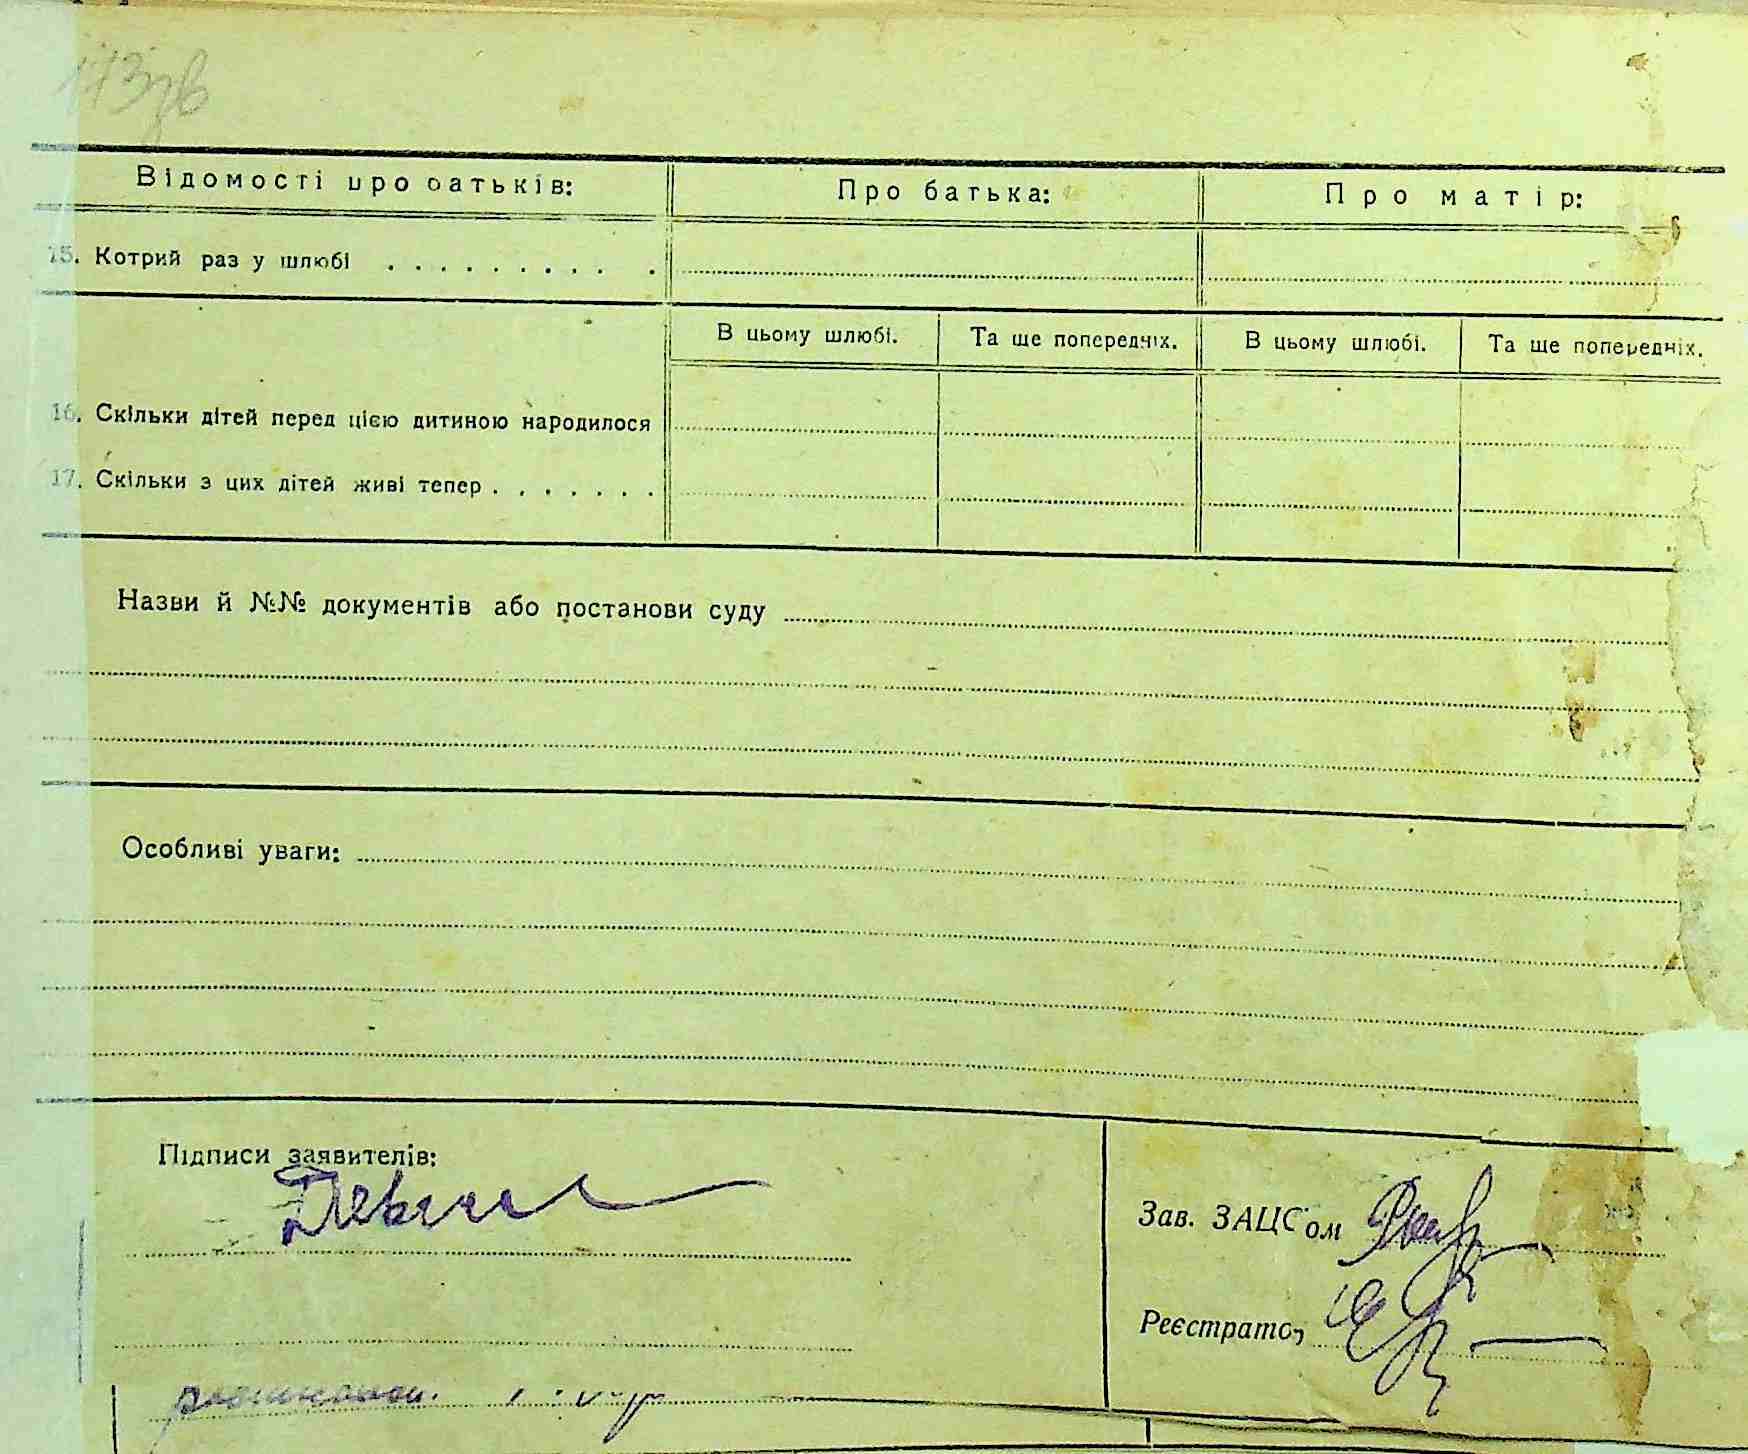 173зв
Відомості про батьків: Про батька: Про матір:
15. Котрий раз у шлюбі . . . . . . . . . .
В цьому шлюбі. Та ще попередніх. В цьому шлюбі. Та ще попередніх.
16. Скільки дітей перед цією дитиною народилося
17. Скільки з цих дітей живі тепер . . . . . . .
Назви й №№ документів або постанови суду
Особливі уваги:
Підписи заявителів:
Зав. ЗАЦС'ом
Реєстратор